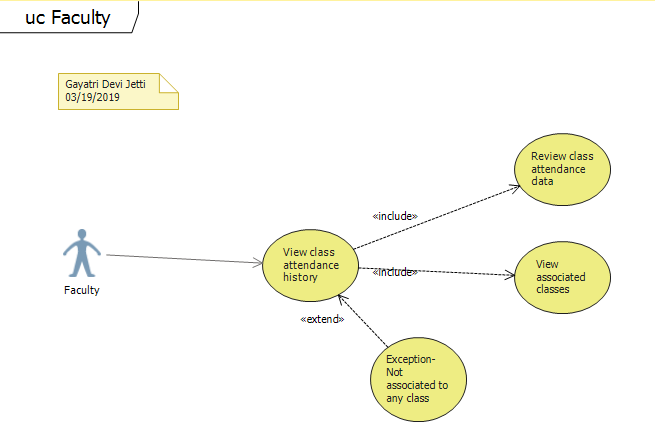 uc Faculty
Gayatri Devi Jetti
03/19/2019
Review class
attendance
data
«include»
View class
attendance
history
View
associated
classes
«include»
Faculty
«extend»
Exception-
Not
associated to
any class